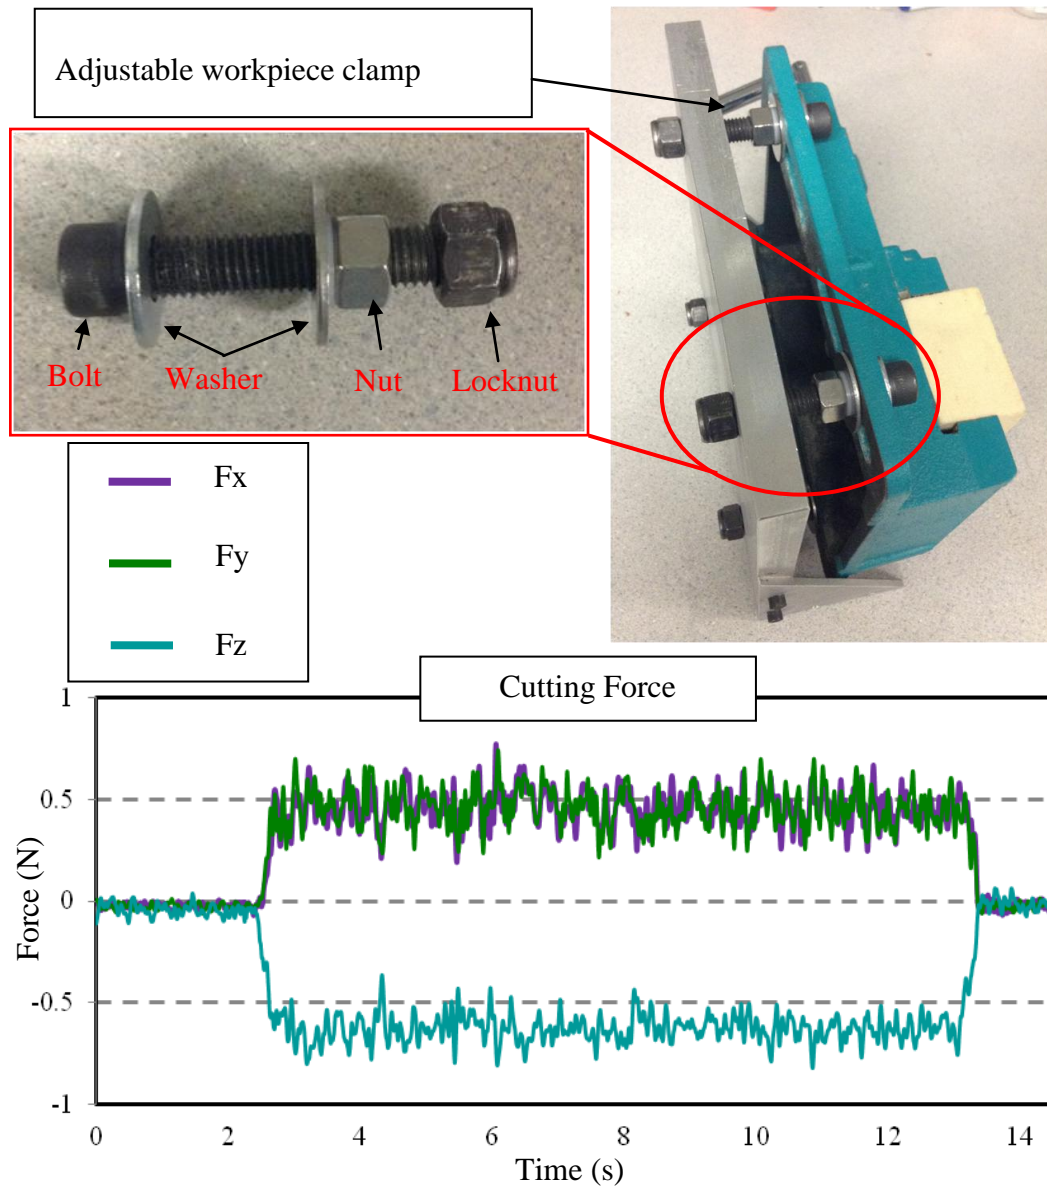 Adjustable workpiece clamp
Bolt
Washer
Nut
Locknut
Fx
Fy
Fz
Cutting Force
1
0.5
0
-0.5
-1
Force (N)
0 2 4 6 8 10 12 14
Time (s)